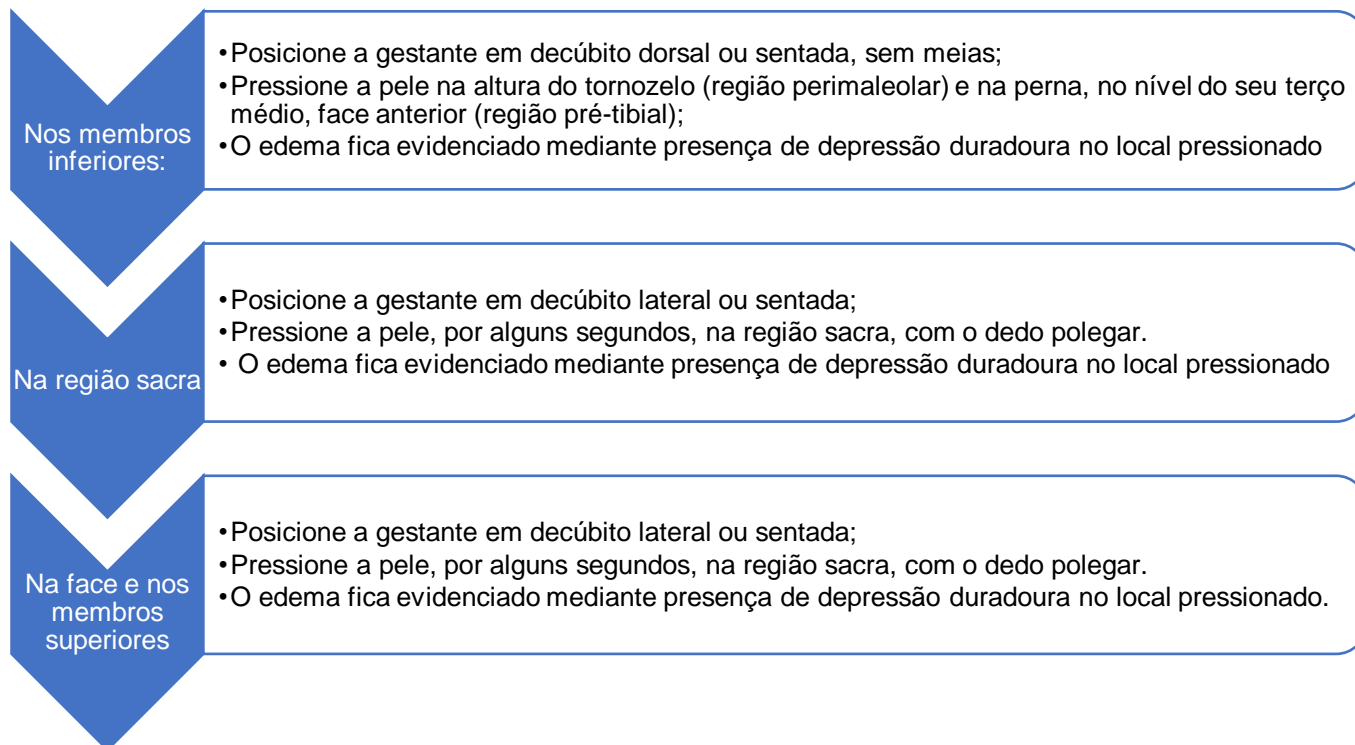 Nos membros
inferiores:
•Posicione a gestante em decúbito dorsal ou sentada, sem meias;
•Pressione a pele na altura do tornozelo (região perimaleolar) e na perna, no nível do seu terço
médio, face anterior (região pré-tibial);
•O edema fica evidenciado mediante presença de depressão duradoura no local pressionado
Na região sacra
•Posicione a gestante em decúbito lateral ou sentada;
•Pressione a pele, por alguns segundos, na região sacra, com o dedo polegar.
• O edema fica evidenciado mediante presença de depressão duradoura no local pressionado
Na face e nos
membros
superiores
•Posicione a gestante em decúbito lateral ou sentada;
•Pressione a pele, por alguns segundos, na região sacra, com o dedo polegar.
•O edema fica evidenciado mediante presença de depressão duradoura no local pressionado.